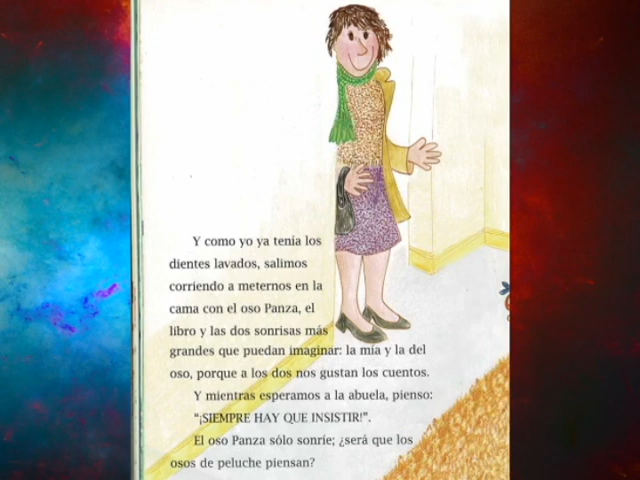 Y como yo ya tenía los
dientes lavados, salimos
corriendo a meternos en la
cama con el oso Panza, el
libro y las dos sonrisas más
grandes que puedan imaginar: la mía y la del
oso, porque a los dos nos gustan los cuentos.
Y mientras esperamos a la abuela, pienso:
“¡SIEMPRE HAY QUE INSISTIR!”.
El oso Panza sólo sonríe; ¿será que los
osos de peluche piensan?